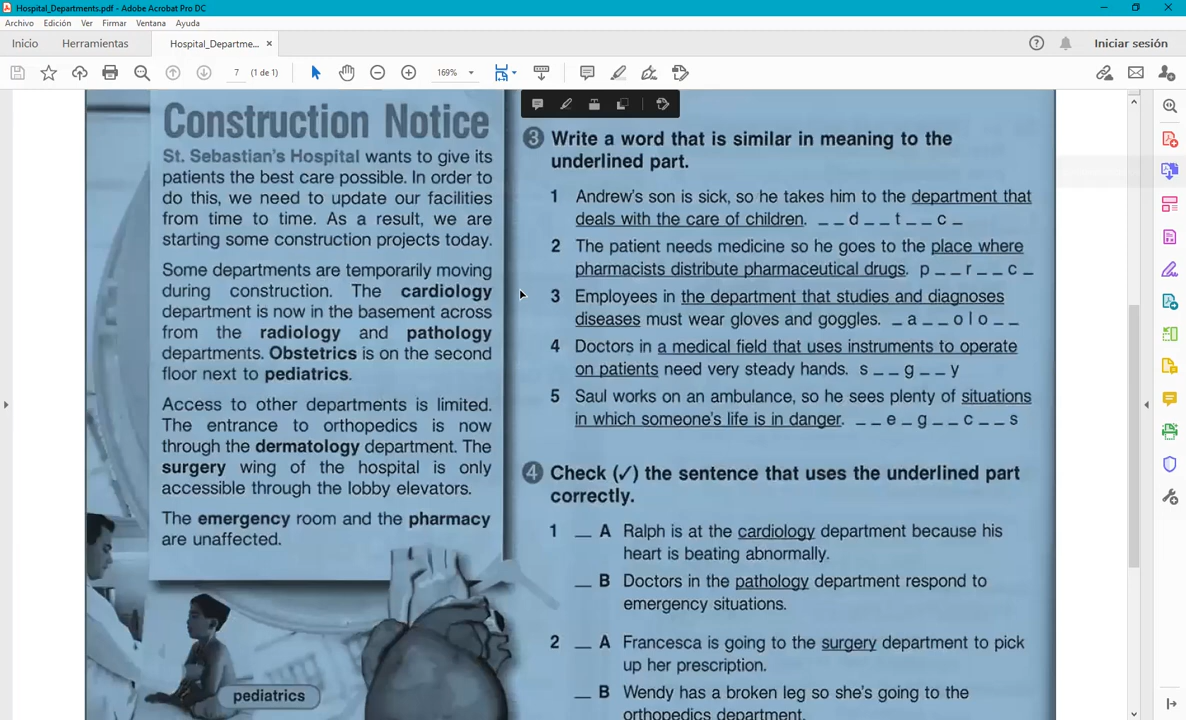 Hospital_Departments.pdf - Adobe Acrobat Pro DC
Archivo Edición Ver Firmar Ventana Ayuda
Inicio Herramientas Hospital_Departme... × Iniciar sesión
7 (1 de 1) 169%
Construction Notice
St. Sebastian's Hospital wants to give its
patients the best care possible. In order to
do this, we need to update our facilities
from time to time. As a result, we are
starting some construction projects today.
Some departments are temporarily moving
during construction. The cardiology
department is now in the basement across
from the radiology and pathology
departments. Obstetrics is on the second
floor next to pediatrics.
Access to other departments is limited.
The entrance to orthopedics is now
through the dermatology department. The
surgery wing of the hospital is only
accessible through the lobby elevators.
The emergency room and the pharmacy
are unaffected.
pediatrics
3 Write a word that is similar in meaning to the
underlined part.
1 Andrew's son is sick, so he takes him to the department that
deals with the care of children. _ _ d _ _ t _ _ c _
2 The patient needs medicine so he goes to the place where
pharmacists distribute pharmaceutical drugs. p _ _ r _ _ c _
3 Employees in the department that studies and diagnoses
diseases must wear gloves and goggles. _ a _ _ o l o _ _
4 Doctors in a medical field that uses instruments to operate
on patients need very steady hands. s _ _ g _ _ y
5 Saul works on an ambulance, so he sees plenty of situations
in which someone's life is in danger. _ _ e _ g _ _ c _ _ s
4 Check (✓) the sentence that uses the underlined part
correctly.
1 _ A Ralph is at the cardiology department because his
heart is beating abnormally.
_ B Doctors in the pathology department respond to
emergency situations.
2 _ A Francesca is going to the surgery department to pick
up her prescription.
_ B Wendy has a broken leg so she's going to the
orthopedics department.